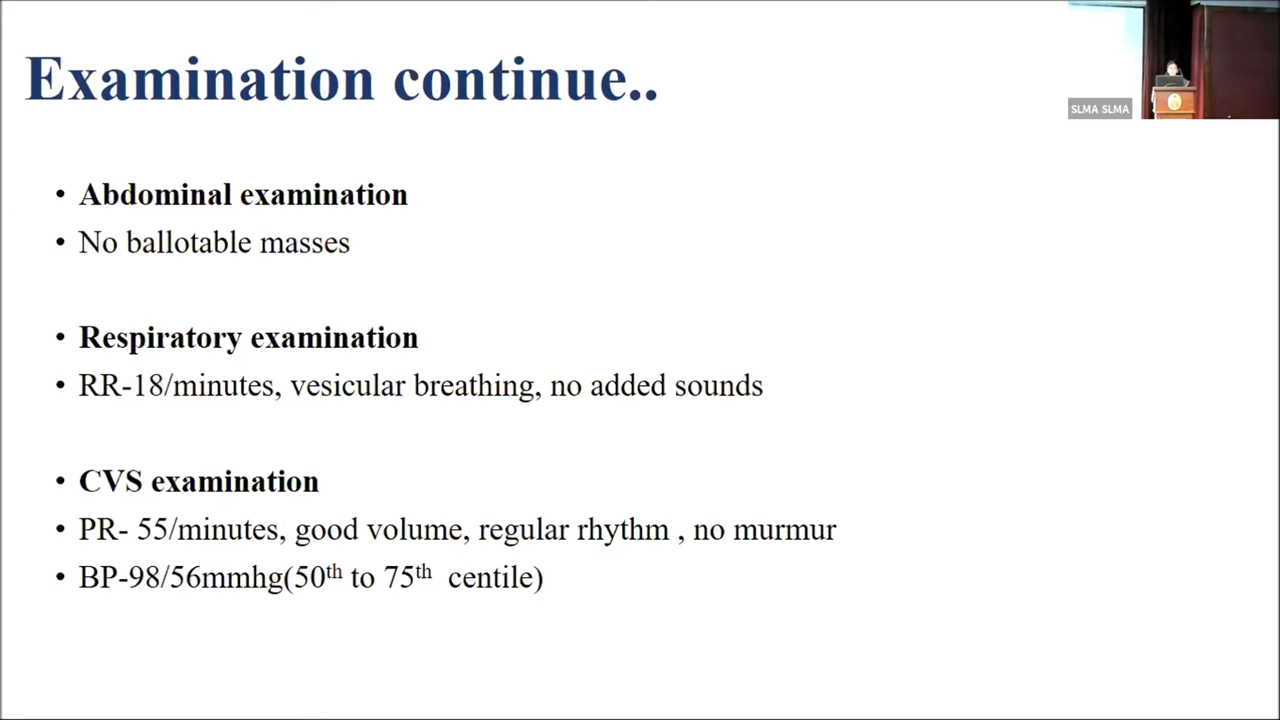 Examination continue..
SLMA SLMA
• Abdominal examination
• No ballotable masses
• Respiratory examination
• RR-18/minutes, vesicular breathing, no added sounds
• CVS examination
• PR- 55/minutes, good volume, regular rhythm , no murmur
• BP-98/56mmhg(50th to 75th centile)